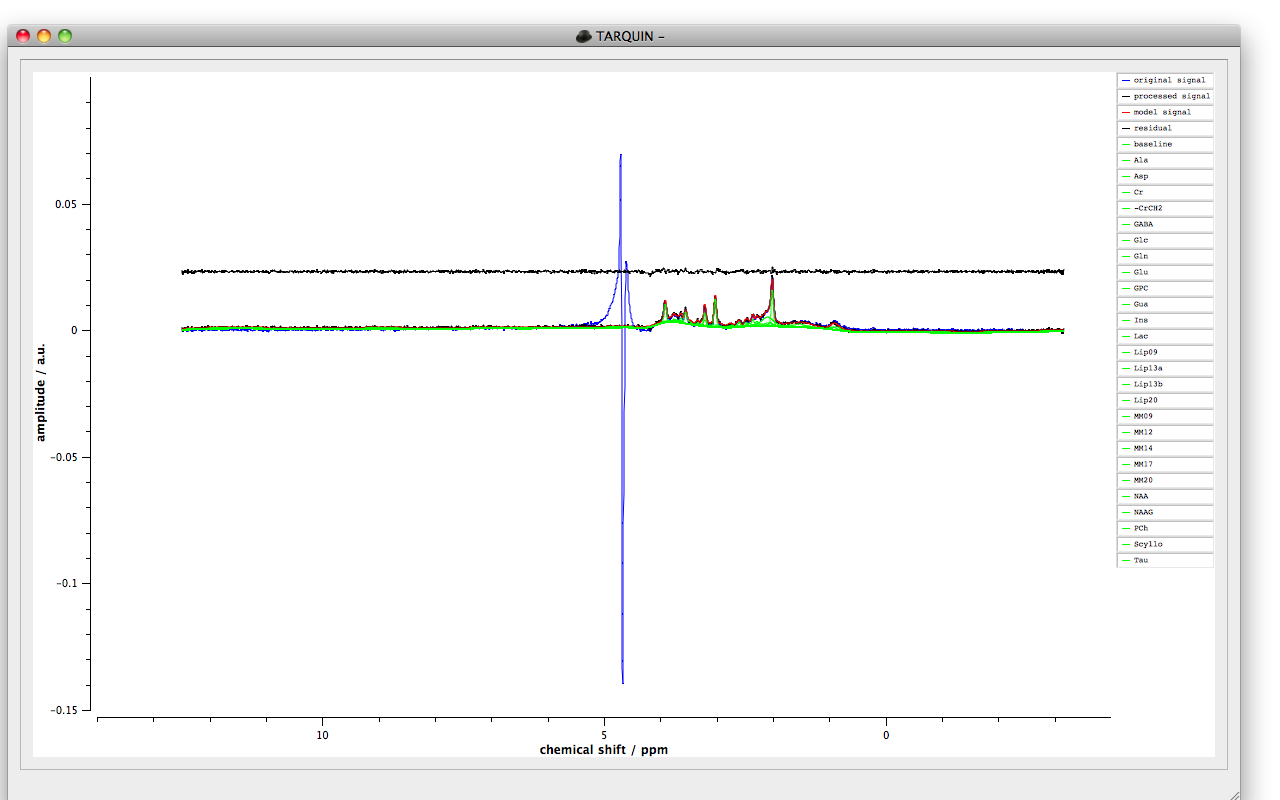 TARQUIN -
original signal
processed signal
model signal
residual
baseline
Ala
Asp
Cr
-CrCH2
GABA
Glc
Gln
Glu
GPC
Gua
Ins
Lac
Lip09
Lip13a
Lip13b
Lip20
MM09
MM12
MM14
MM17
MM20
NAA
NAAG
PCh
Scyllo
Tau
0.05
0
-0.05
-0.1
-0.15
amplitude / a.u.
10 5 0
chemical shift / ppm